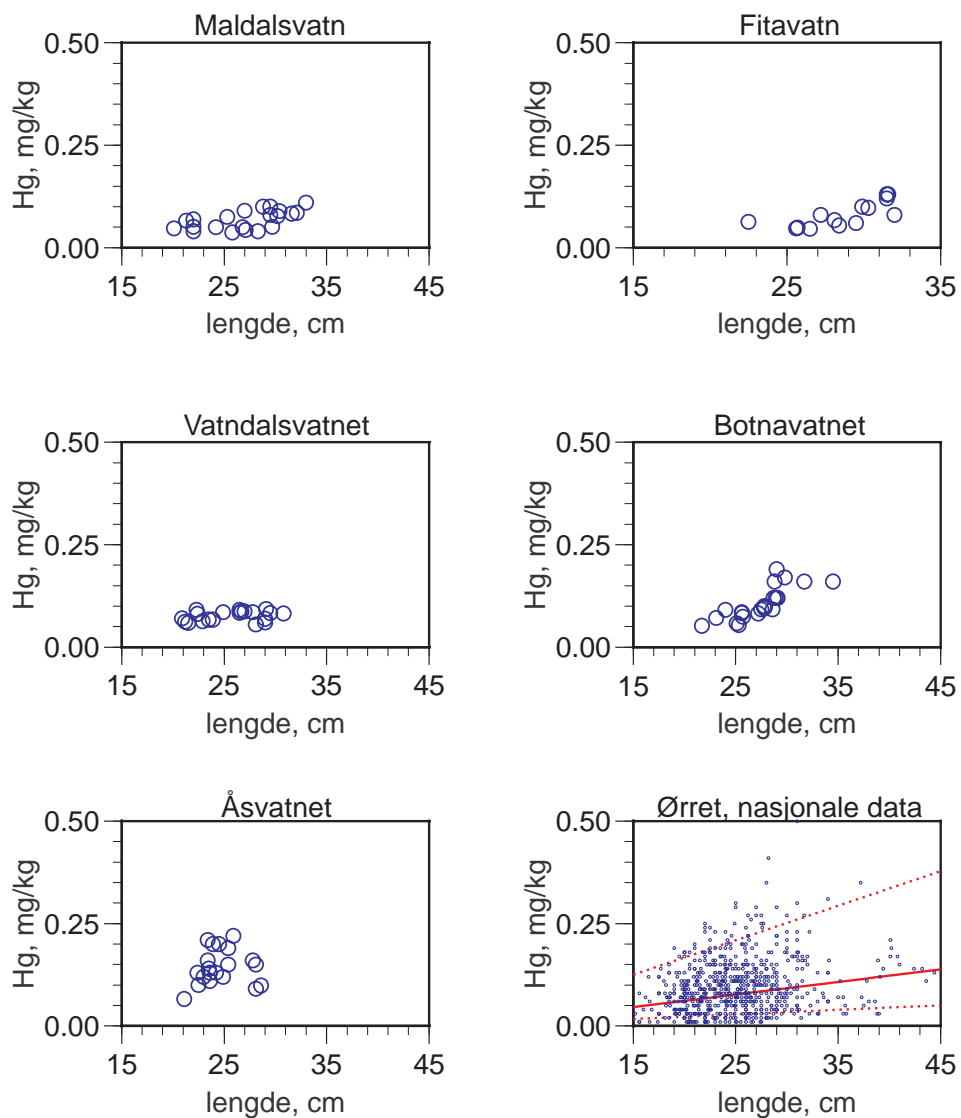 Maldalsvatn
0.50
0.25
0.00
Hg, mg/kg
15 25 35 45
lengde, cm
Fitavatn
0.50
0.25
0.00
Hg, mg/kg
15 25 35
lengde, cm
Vatndalsvatnet
0.50
0.25
0.00
Hg, mg/kg
15 25 35 45
lengde, cm
Botnavatnet
0.50
0.25
0.00
Hg, mg/kg
15 25 35 45
lengde, cm
Åsvatnet
0.50
0.25
0.00
Hg, mg/kg
15 25 35 45
lengde, cm
Ørret, nasjonale data
0.50
0.25
0.00
Hg, mg/kg
15 25 35 45
lengde, cm